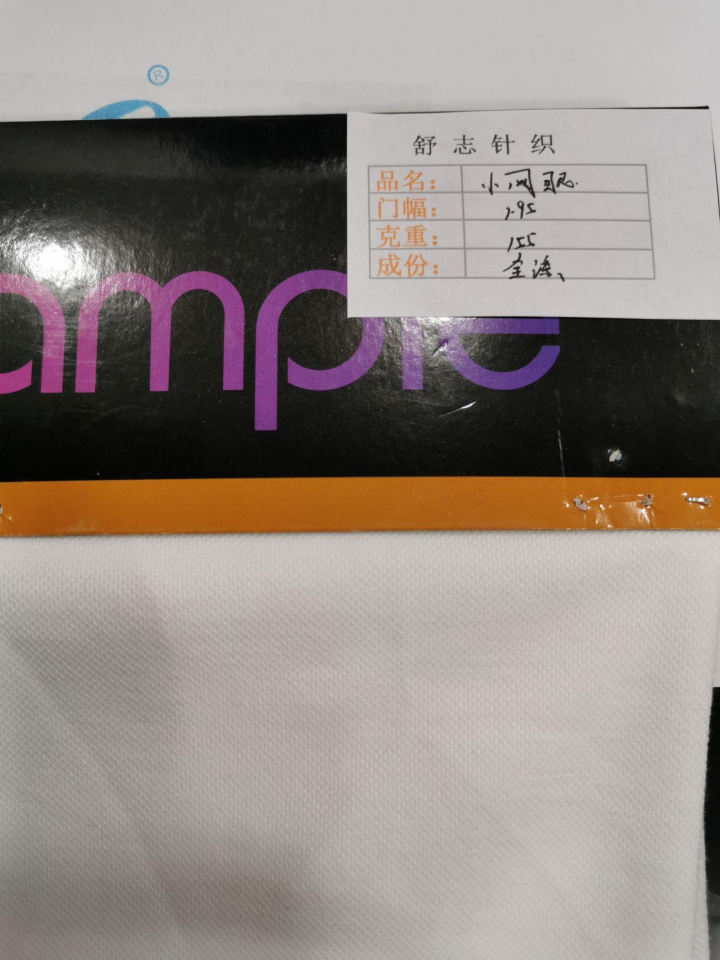 ®
舒志针织
品名： 小网眼
门幅： 1.95
克重： 155
成份： 全涤
ample